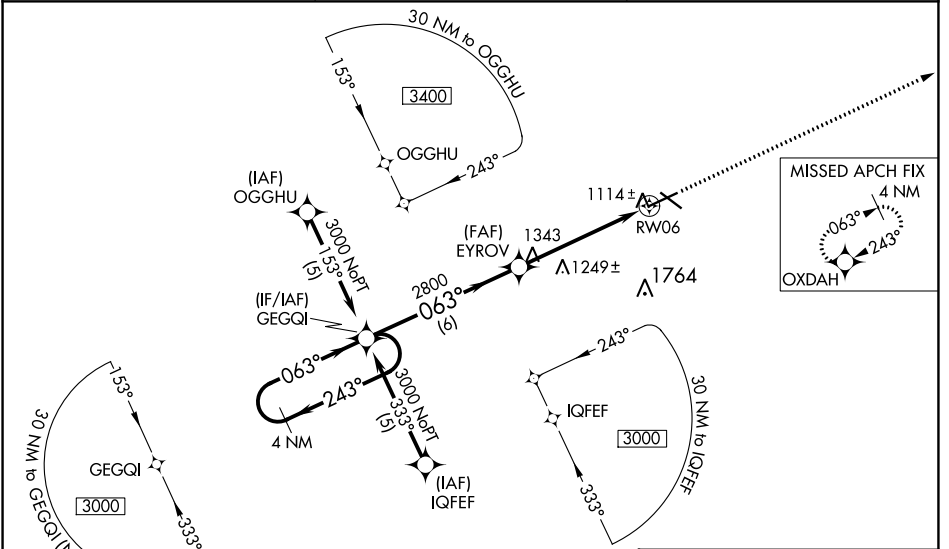 30 NM to OGGHU
153°
3400
OGGHU
243°
(IAF)
OGGHU
3000 NoPT
153°
(5)
1114 ±
RW06
MISSED APCH FIX
4 NM
063°
243°
OXDAH
(FAF)
EYROV
1343
1249 ±
1764
2800
063°
(6)
(IF/IAF)
GEGQI
063°
243°
4 NM
3000 NoPT
333°
(5)
(IAF)
IQFEF
243°
IQFEF
3000
333°
30 NM to IQFEF
153°
GEGQI
3000
333°
30 NM to GEGQI